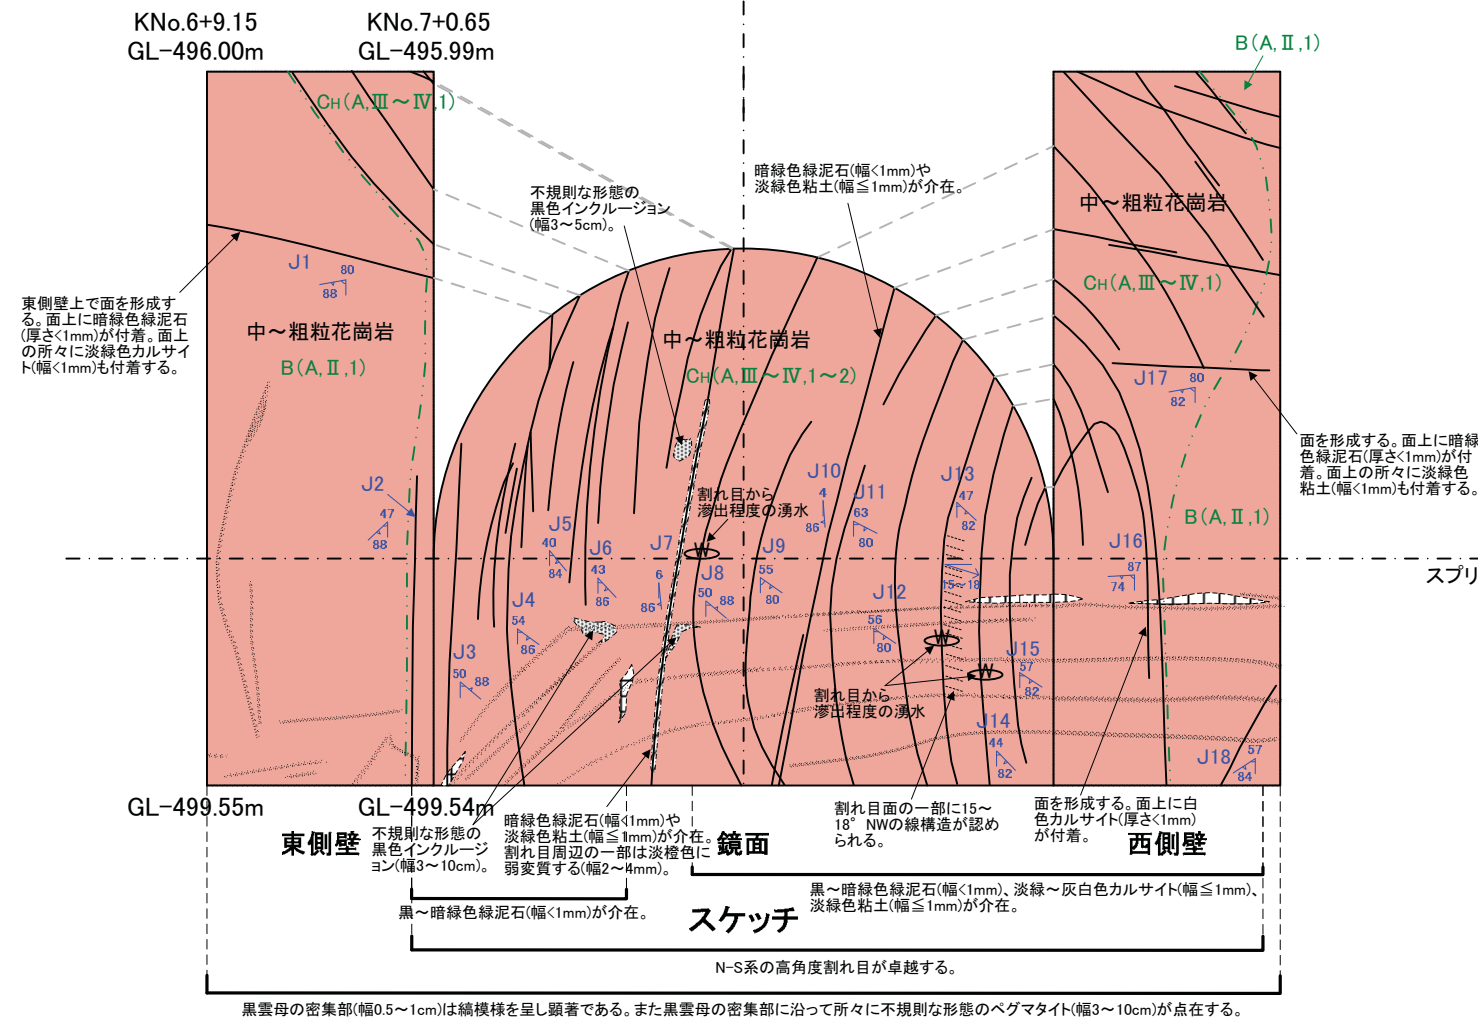 KNo.6+9.15
GL-496.00m
KNo.7+0.65
GL-495.99m
B(A,Ⅱ,1)
CH(A,Ⅲ～Ⅳ,1)
暗緑色緑泥石(幅<1mm)や
淡緑色粘土(幅≦1mm)が介在。
不規則な形態の
黒色インクルージョン
(幅3～5cm)。
中～粗粒花崗岩
J1
80
88
CH(A,Ⅲ～Ⅳ,1)
東側壁上で面を形成す
る。面上に暗緑色緑泥石
(厚さ<1mm)が付着。面上
の所々に淡緑色カルサイ
ト(幅<1mm)も付着する。
中～粗粒花崗岩
B(A,Ⅱ,1)
中～粗粒花崗岩
CH(A,Ⅲ～Ⅳ,1～2)
J17
80
82
面を形成する。面上に暗緑
色緑泥石(厚さ<1mm)が付
着。面上の所々に淡緑色
粘土(幅<1mm)も付着する。
J2
47
88
割れ目から
滲出程度の湧水
J10
4
86
J11
63
80
J13
47
82
B(A,Ⅱ,1)
J5
40
84
J6
43
86
J7
6
86
W
J8
50
88
J9
55
80
15～18
J16
87
74
スプリ
J4
54
86
J12
56
80
W
J3
50
88
W
J15
57
82
割れ目から
滲出程度の湧水
J14
44
82
J18
57
84
GL-499.55m
GL-499.54m
東側壁
不規則な形態の
黒色インクルージ
ョン(幅3～10cm)。
暗緑色緑泥石(幅<1mm)や
淡緑色粘土(幅≦1mm)が介在。
割れ目周辺の一部は淡橙色に
弱変質する(幅2～4mm)。
鏡面
割れ目面の一部に15～
18°NWの線構造が認め
られる。
面を形成する。面上に白
色カルサイト(厚さ<1mm)
が付着。
西側壁
黒～暗緑色緑泥石(幅<1mm)が介在。
黒～暗緑色緑泥石(幅<1mm)、淡緑～灰白色カルサイト(幅≦1mm)、
淡緑色粘土(幅≦1mm)が介在。
スケッチ
N-S系の高角度割れ目が卓越する。
黒雲母の密集部(幅0.5～1cm)は縞模様を呈し顕著である。また黒雲母の密集部に沿って所々に不規則な形態のペグマタイト(幅3～10cm)が点在する。